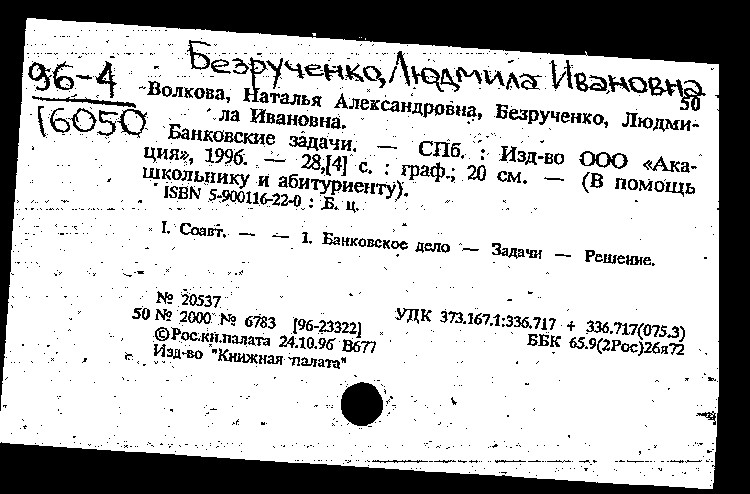 Безрученко, Людмила Ивановна
96-4
16050
50
Волкова, Наталья Александровна, Безрученко, Людми-
ла Ивановна.
Банковские задачи. — СПб. : Изд-во ООО «Ака-
ция», 1996. — 28,[4] с. : граф.; 20 см. — (В помощь
школьнику и абитуриенту).
ISBN 5-900116-22-0 : Б. ц.
I. Соавт. — — 1. Банковское дело — Задачи — Решение.
№ 20537
50 № 2000 № 6783 [96-23322]
УДК 373.167.1:336.717 + 336.717(075.3)
© Рос.кн.палата 24.10.96 В677
ББК 65.9(2Рос)26я72
Изд-во "Книжная палата"